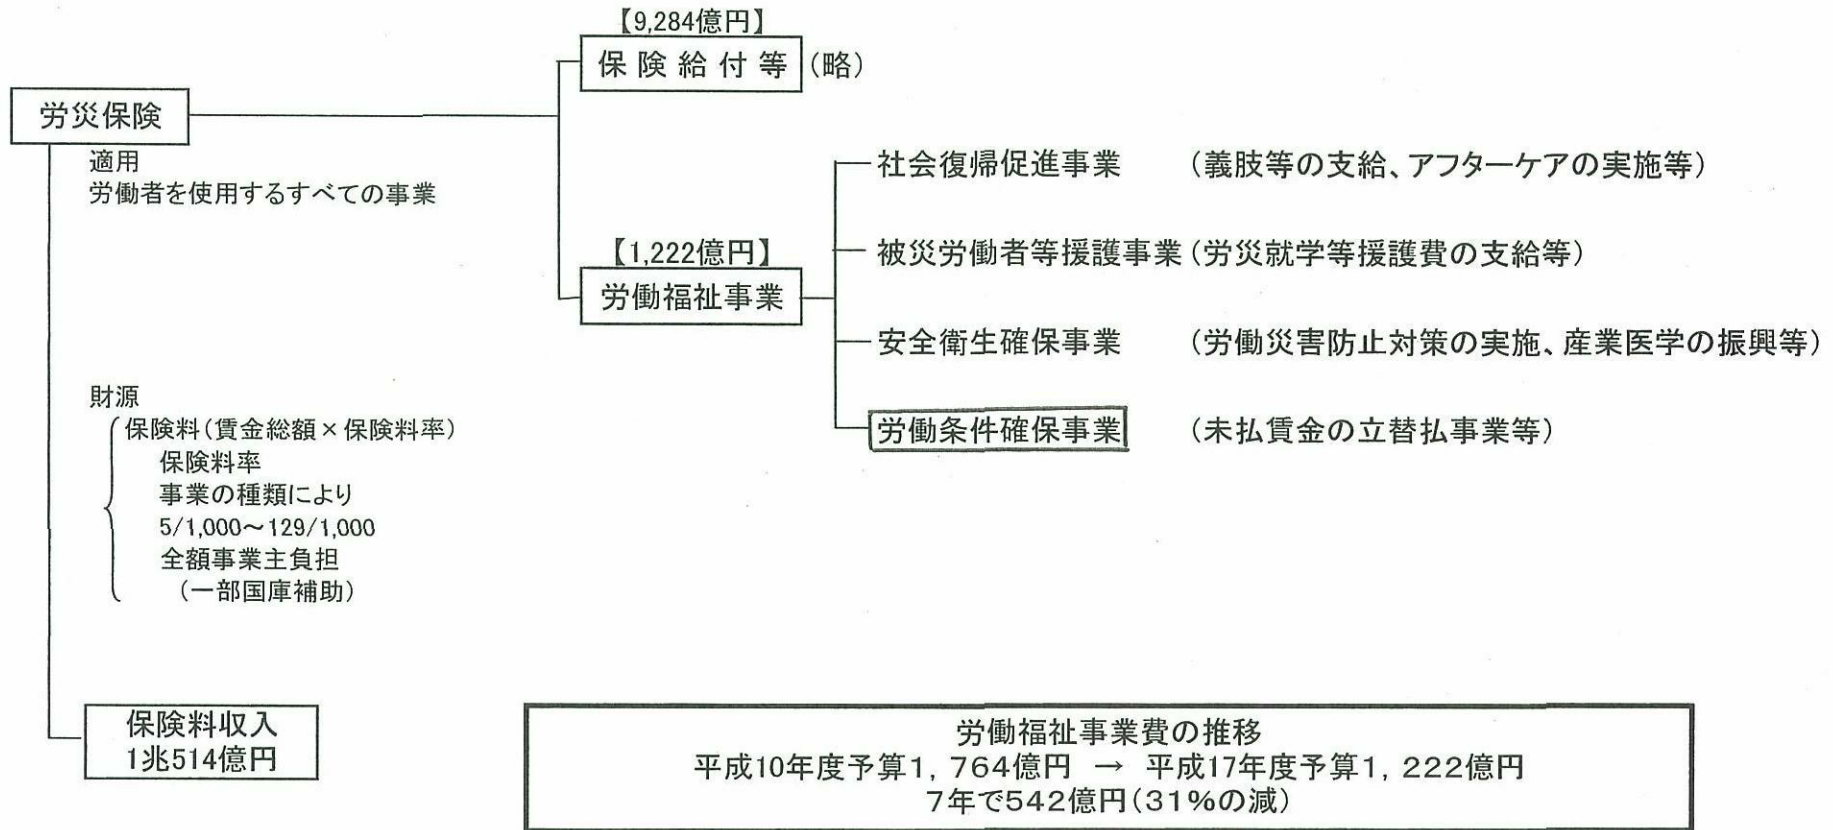 【9,284億円】
保険給付等 (略)
労災保険
適用
労働者を使用するすべての事業
【1,222億円】
労働福祉事業
社会復帰促進事業 (義肢等の支給、アフターケアの実施等)
被災労働者等援護事業 (労災就学等援護費の支給等)
安全衛生確保事業 (労働災害防止対策の実施、産業医学の振興等)
労働条件確保事業 (未払賃金の立替払事業等)
財源
保険料(賃金総額×保険料率)
保険料率
事業の種類により
5/1,000~129/1,000
全額事業主負担
(一部国庫補助)
保険料収入
1兆514億円
労働福祉事業費の推移
平成10年度予算1,764億円 → 平成17年度予算1,222億円
7年で542億円(31%の減)